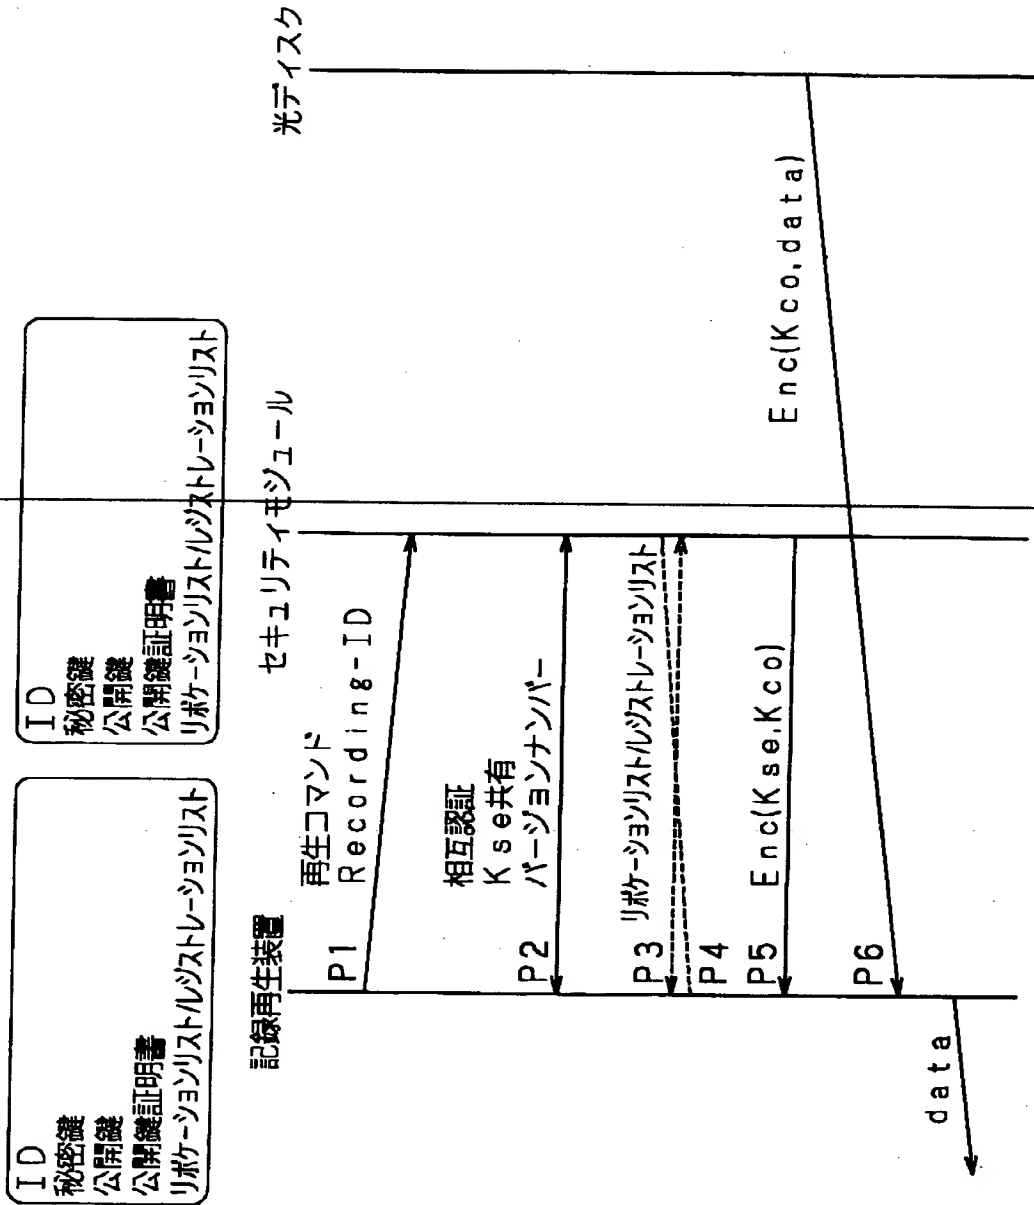 ID
秘密鍵
公開鍵
公開鍵証明書
リボケーションリスト/レジストレーションリスト
ID
秘密鍵
公開鍵
公開鍵証明書
リボケーションリスト/レジストレーションリスト
記録再生装置
セキュリティモジュール
光ディスク
P1
再生コマンド
Recording-ID
P2
相互認証
Kse共有
バージョンナンバー
P3
リボケーションリスト/レジストレーションリスト
P4
P5
Enc(Kse,Kco)
P6
Enc(Kco,data)
data